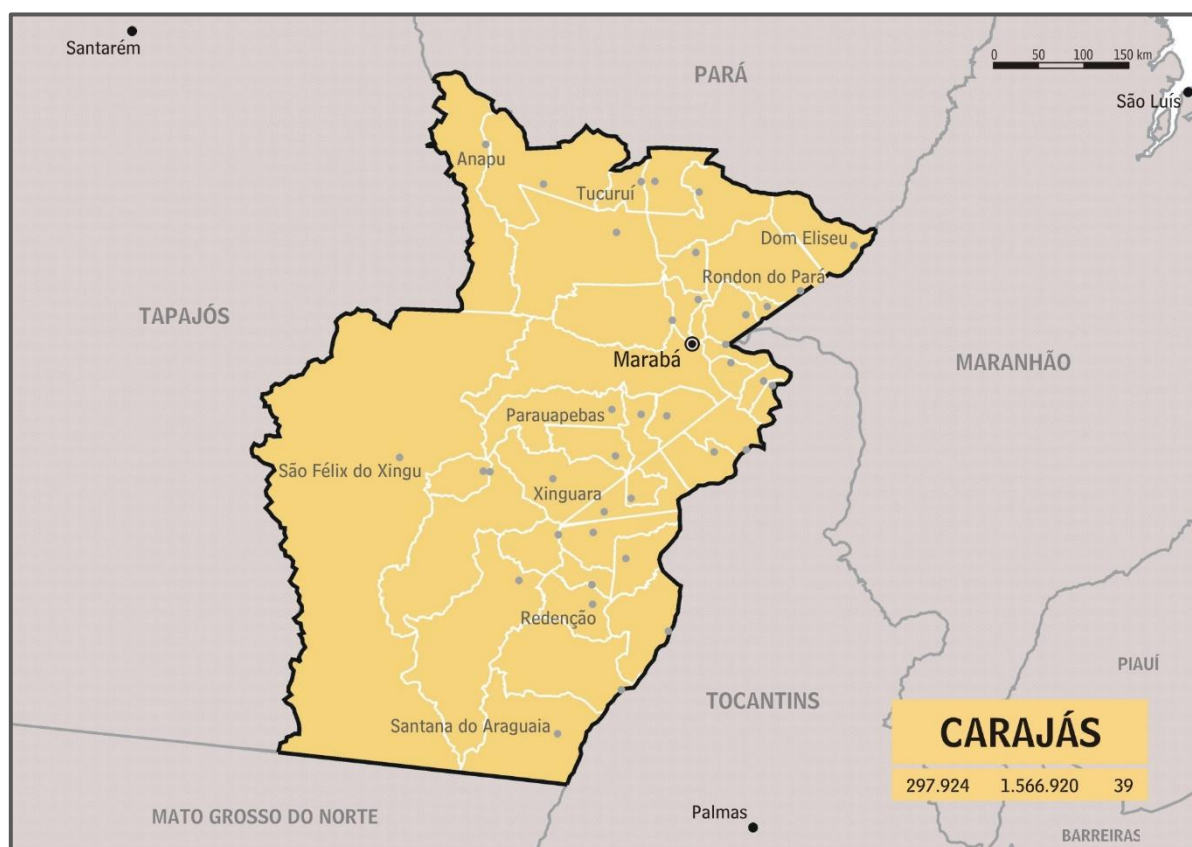 Santarém
PARÁ
0 50 100 150 km
São Luís
Anapu
Tucuruí
Dom Eliseu
Rondon do Pará
TAPAJÓS
Marabá
MARANHÃO
Parauapebas
São Félix do Xingu
Xinguara
Redenção
PIAUÍ
TOCANTINS
Santana do Araguaia
CARAJÁS
297.924 1.566.920 39
MATO GROSSO DO NORTE
Palmas
BARREIRAS